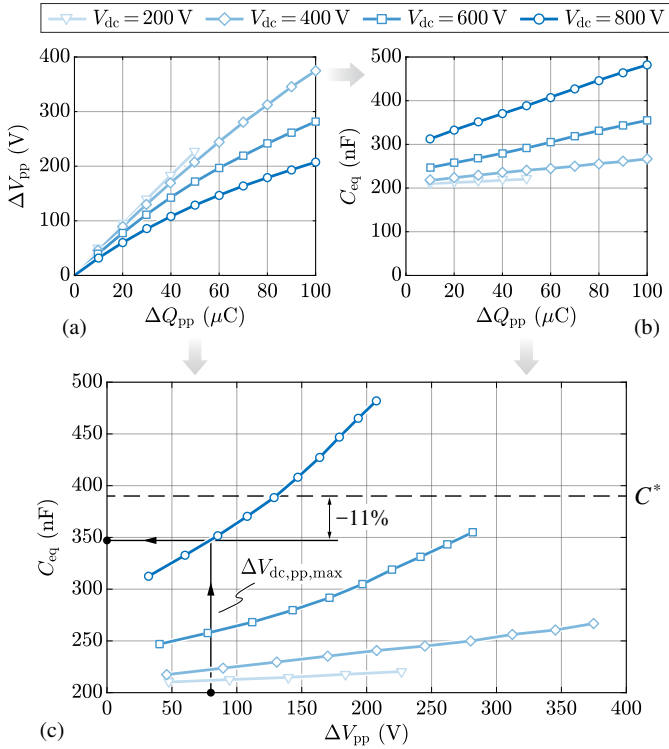 V_dc = 200 V V_dc = 400 V V_dc = 600 V V_dc = 800 V
400
300
200
100
0
ΔV_pp (V)
0 20 40 60 80 100
ΔQ_pp (μC)
(a)
500
400
300
200
100
0
C_eq (nF)
0 20 40 60 80 100
ΔQ_pp (μC)
(b)
500
450
400
350
300
250
200
C_eq (nF)
C*
−11%
ΔV_dc,pp,max
0 50 100 150 200 250 300 350 400
ΔV_pp (V)
(c)